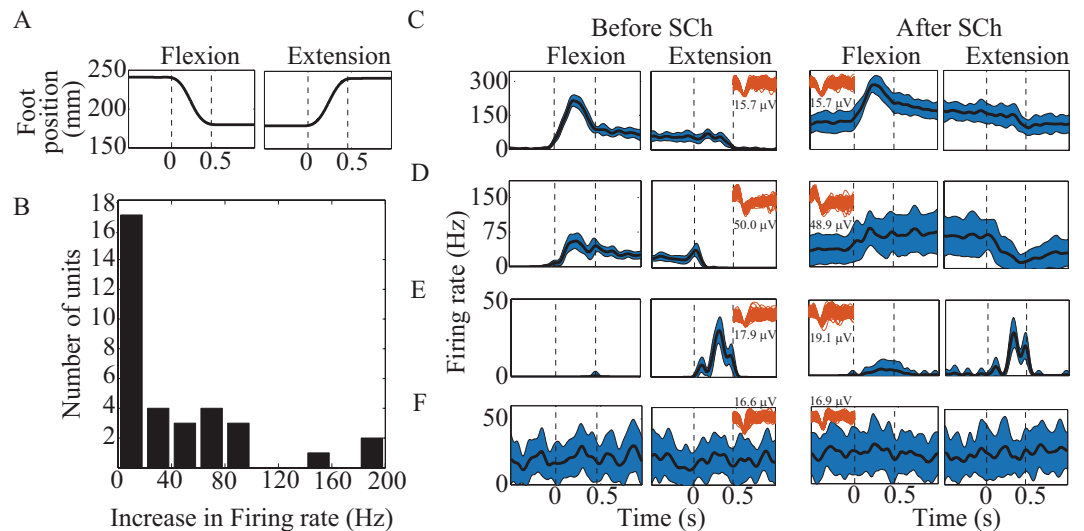 A
Flexion
Extension
Foot
position
(mm)
250
200
150
0
0.5
0
0.5
B
Number of units
18
16
14
12
10
8
6
4
2
0
40
80
120
160
200
Increase in Firing rate (Hz)
C
Before SCh
After SCh
Flexion
Extension
Flexion
Extension
300
150
0
15.7 µV
15.7 µV
D
150
75
0
50.0 µV
48.9 µV
Firing rate (Hz)
E
50
0
17.9 µV
19.1 µV
F
50
0
16.6 µV
16.9 µV
0
0.5
0
0.5
0
0.5
0
0.5
Time (s)
Time (s)